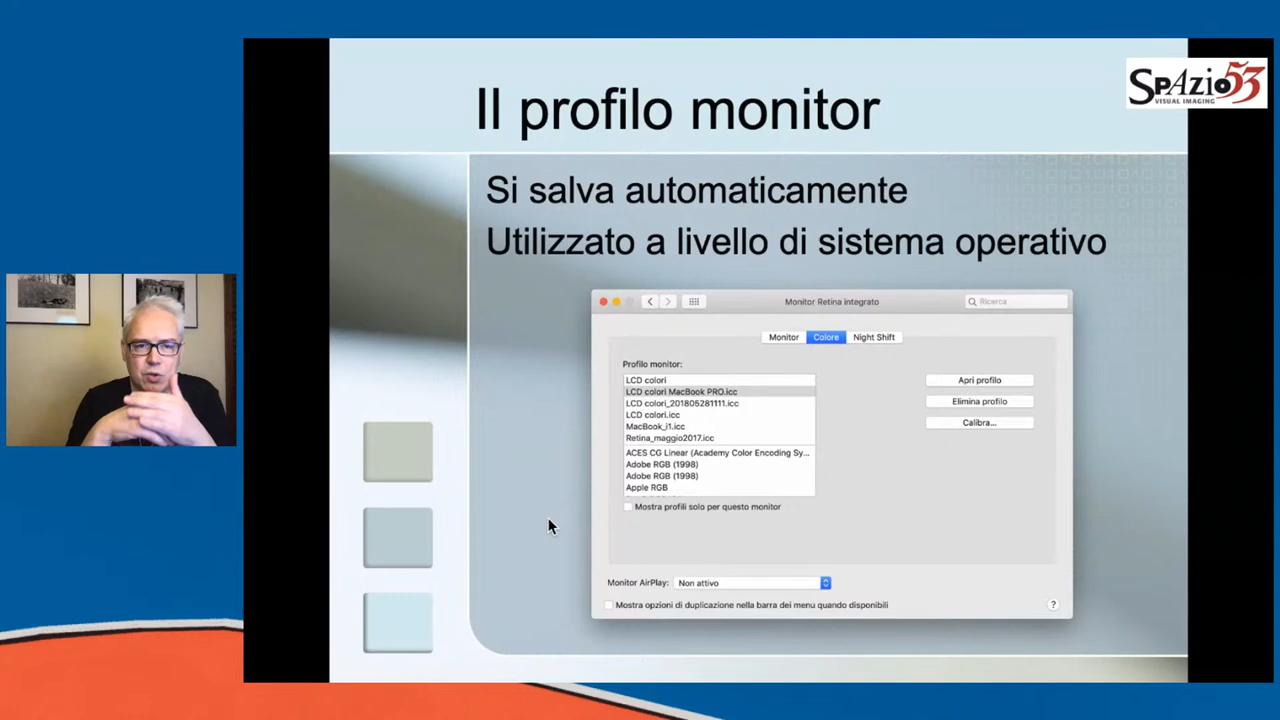 Il profilo monitor
SPAZIO53
VISUAL IMAGING
Si salva automaticamente
Utilizzato a livello di sistema operativo
Monitor Retina integrato
Ricerca
Monitor
Colore
Night Shift
Profilo monitor:
LCD colori
LCD colori MacBook PRO.icc
LCD colori_201805281111.icc
LCD colori.icc
MacBook_i1.icc
Retina_maggio2017.icc
ACES CG Linear (Academy Color Encoding Sy...
Adobe RGB (1998)
Adobe RGB (1998)
Apple RGB
Apri profilo
Elimina profilo
Calibra...
Mostra profili solo per questo monitor
Monitor AirPlay: Non attivo
Mostra opzioni di duplicazione nella barra dei menu quando disponibili
?